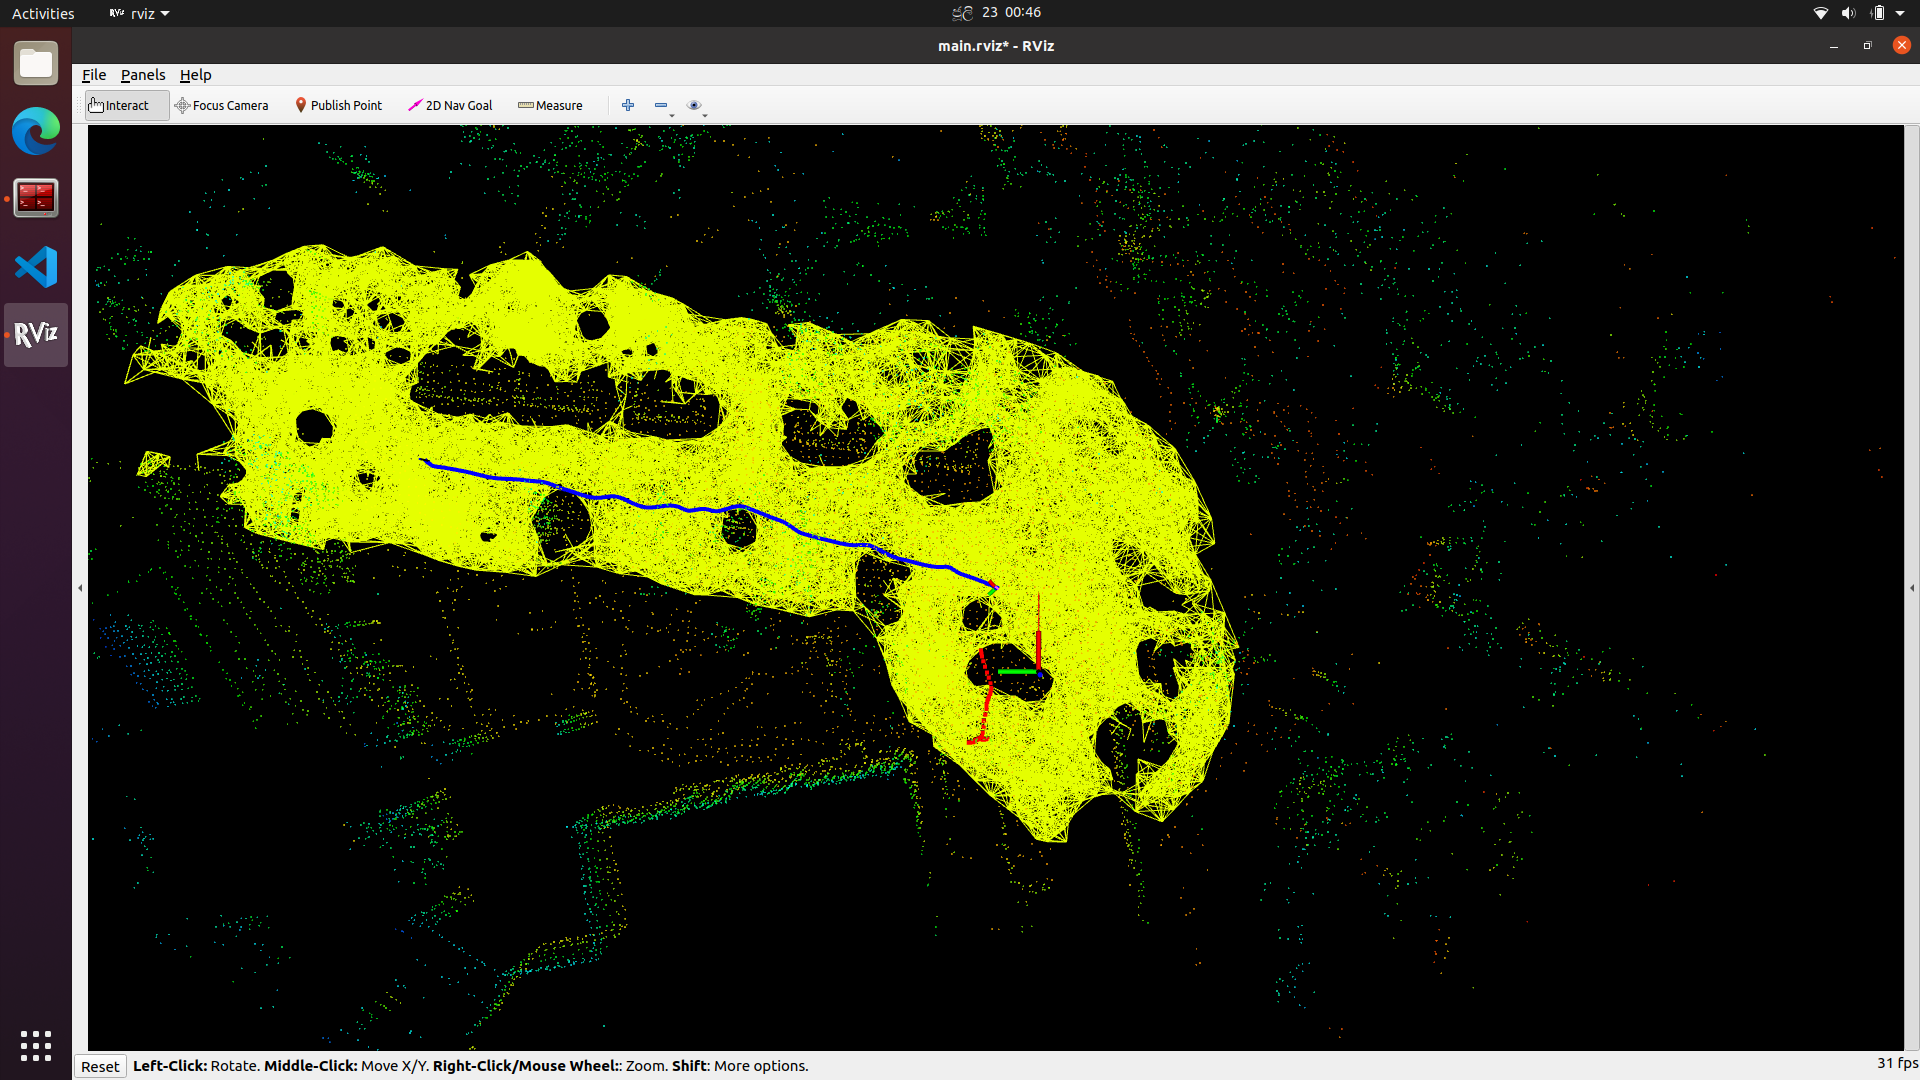 Activities RViz rviz ජූලි 23 00:46
main.rviz* - RViz
File Panels Help
Interact Focus Camera Publish Point 2D Nav Goal Measure
RViz
Reset Left-Click: Rotate. Middle-Click: Move X/Y. Right-Click/Mouse Wheel:: Zoom. Shift: More options. 31 fps